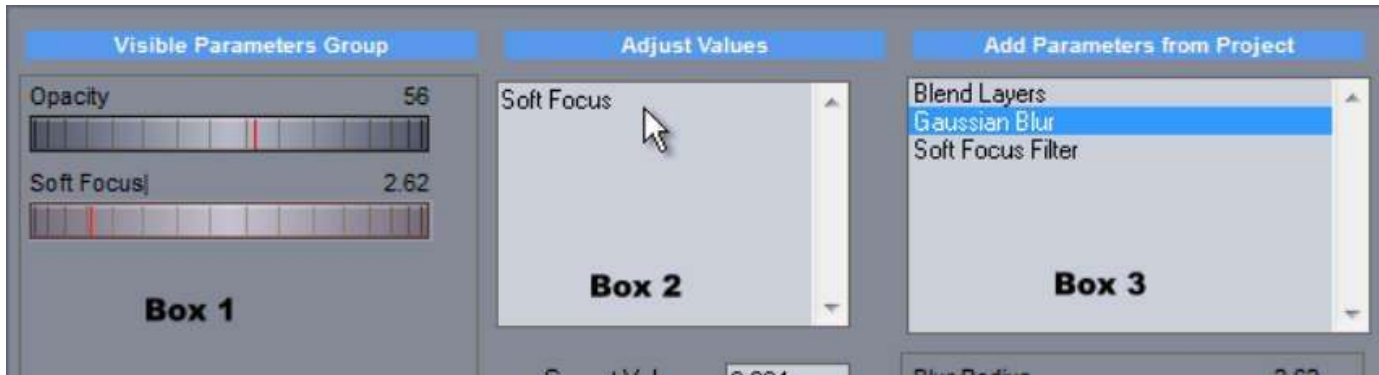 Visible Parameters Group
Adjust Values
Add Parameters from Project
Opacity 56
Soft Focus 2.62
Box 1
Soft Focus
Box 2
Blend Layers
Gaussian Blur
Soft Focus Filter
Box 3